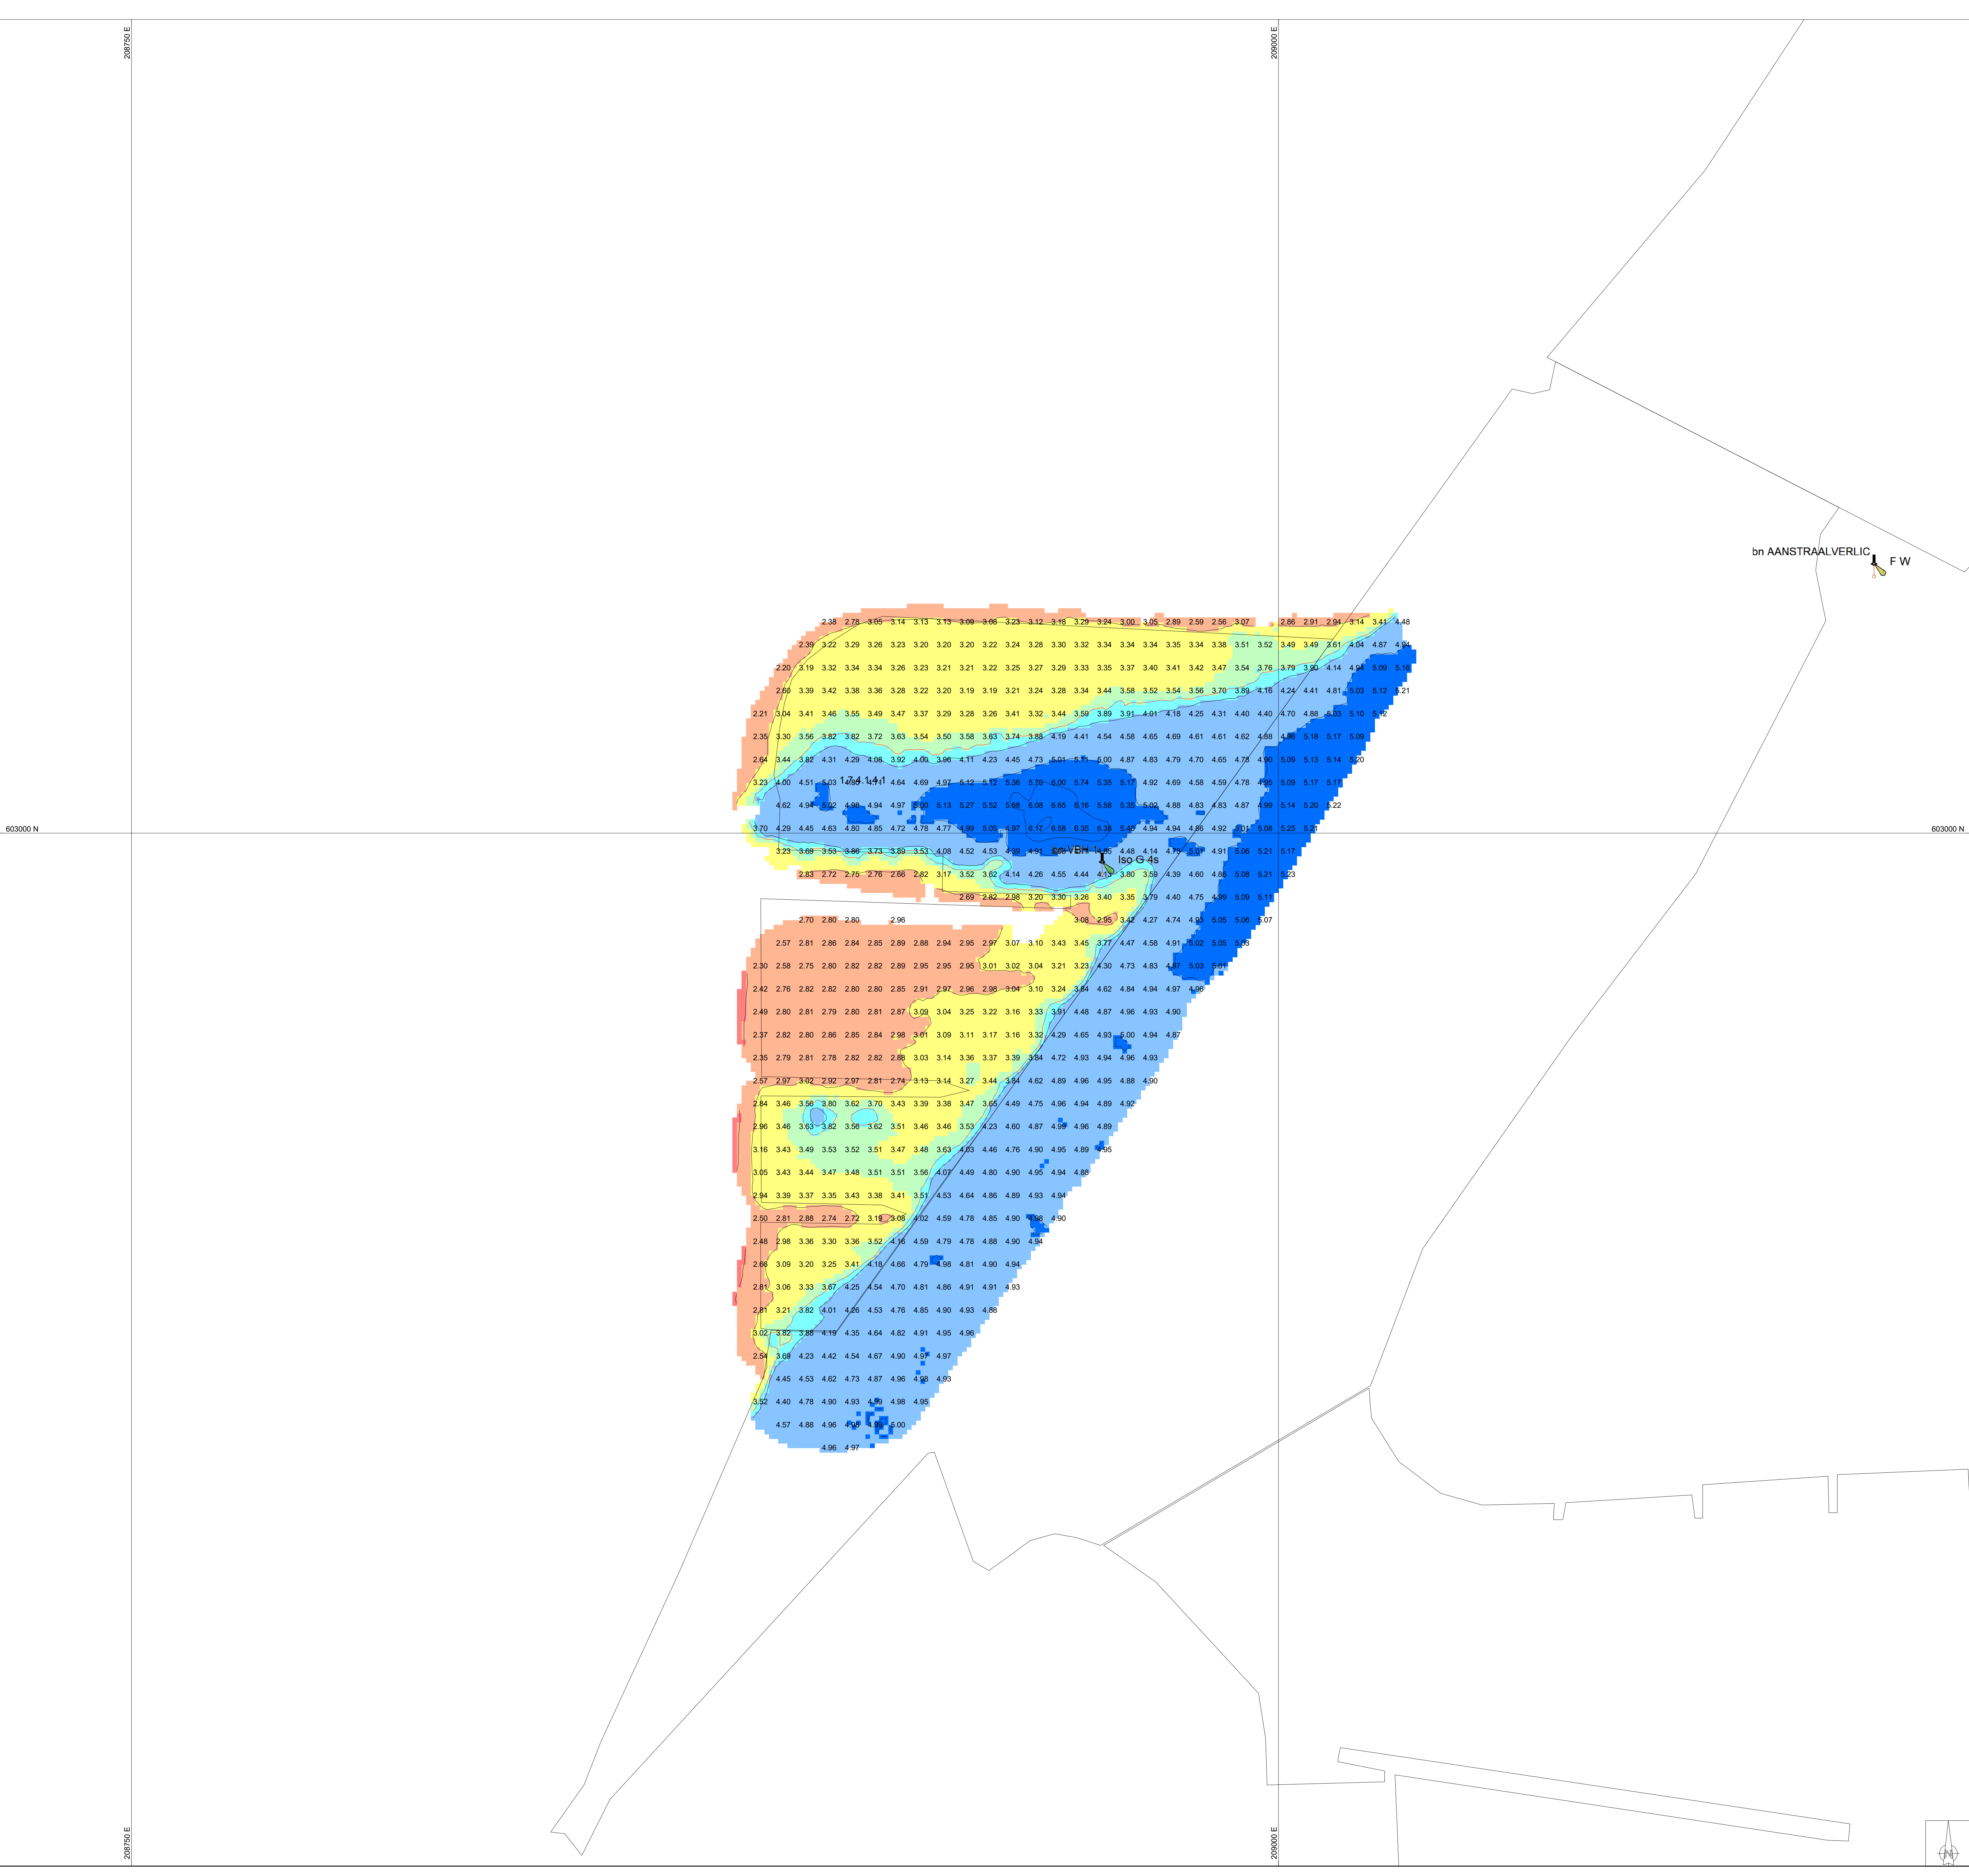 208750 E
209000 E
bn AANSTRAALVERLIC
F W
2.38 2.78 3.05 3.14 3.13 3.13 3.09 3.08 3.23 3.12 3.18 3.29 3.24 3.00 3.05 2.89 2.59 2.56 3.07 2.86 2.91 2.94 3.14 3.41 4.48
2.39 3.22 3.29 3.26 3.23 3.20 3.20 3.20 3.22 3.24 3.28 3.30 3.32 3.34 3.34 3.34 3.35 3.34 3.38 3.51 3.52 3.49 3.49 3.61 4.04 4.87 4.94
2.20 3.19 3.32 3.34 3.34 3.26 3.23 3.21 3.21 3.22 3.25 3.27 3.29 3.33 3.35 3.37 3.40 3.41 3.42 3.47 3.54 3.76 3.79 3.90 4.14 4.94 5.09 5.16
2.60 3.39 3.42 3.38 3.36 3.28 3.22 3.20 3.19 3.19 3.21 3.24 3.28 3.34 3.44 3.58 3.52 3.54 3.56 3.70 3.89 4.16 4.24 4.41 4.81 5.03 5.12 5.21
2.21 3.04 3.41 3.46 3.55 3.49 3.47 3.37 3.29 3.28 3.26 3.41 3.32 3.44 3.59 3.89 3.91 4.01 4.18 4.25 4.31 4.40 4.40 4.70 4.88 5.03 5.10 5.12
2.35 3.30 3.56 3.82 3.82 3.72 3.63 3.54 3.50 3.58 3.63 3.74 3.88 4.19 4.41 4.54 4.58 4.65 4.69 4.61 4.61 4.62 4.88 4.96 5.18 5.17 5.09
2.64 3.44 3.82 4.31 4.29 4.08 3.92 4.00 3.96 4.11 4.23 4.45 4.73 5.01 5.11 5.00 4.87 4.83 4.79 4.70 4.65 4.78 4.90 5.09 5.13 5.14 5.20
1.7.4.1.4.1
3.23 4.00 4.51 5.03 4.64 4.69 4.97 5.12 5.12 5.36 5.70 6.00 5.74 5.35 5.17 4.92 4.69 4.58 4.59 4.78 4.95 5.09 5.17 5.17
4.62 4.94 5.02 4.98 4.94 4.97 5.00 5.13 5.27 5.52 5.68 6.08 6.65 6.16 5.58 5.35 5.02 4.88 4.83 4.83 4.87 4.99 5.14 5.20 5.22
603000 N
3.70 4.29 4.45 4.63 4.80 4.85 4.72 4.78 4.77 4.99 5.05 4.97 6.17 6.58 6.35 6.38 5.45 4.94 4.94 4.86 4.92 5.01 5.08 5.25 5.21
603000 N
3.23 3.69 3.53 3.86 3.73 3.89 3.53 4.08 4.52 4.53 4.39 4.91 4.48 4.14 4.73 5.01 4.91 5.06 5.21 5.17
Iso G 4s
2.83 2.72 2.75 2.76 2.66 2.82 3.17 3.52 3.62 4.14 4.26 4.55 4.44 4.13 3.80 3.59 4.39 4.60 4.86 5.08 5.21 5.23
2.69 2.82 2.98 3.20 3.30 3.26 3.40 3.35 3.79 4.40 4.75 4.99 5.09 5.11
2.70 2.80 2.80 2.96 3.08 2.95 3.42 4.27 4.74 4.93 5.05 5.06 5.07
2.57 2.81 2.86 2.84 2.85 2.89 2.88 2.94 2.95 2.97 3.07 3.10 3.43 3.45 3.77 4.47 4.58 4.91 5.02 5.05 5.03
2.30 2.58 2.75 2.80 2.82 2.82 2.89 2.95 2.95 2.95 3.01 3.02 3.04 3.21 3.23 4.30 4.73 4.83 4.97 5.03 5.01
2.42 2.76 2.82 2.82 2.80 2.80 2.85 2.91 2.97 2.96 2.98 3.04 3.10 3.24 3.84 4.62 4.84 4.94 4.97 4.96
2.49 2.80 2.81 2.79 2.80 2.81 2.87 3.09 3.04 3.25 3.22 3.16 3.33 3.91 4.48 4.87 4.96 4.93 4.90
2.37 2.82 2.80 2.86 2.85 2.84 2.98 3.01 3.09 3.11 3.17 3.16 3.32 4.29 4.65 4.93 5.00 4.94 4.87
2.35 2.79 2.81 2.78 2.82 2.82 2.88 3.03 3.14 3.36 3.37 3.39 3.84 4.72 4.93 4.94 4.96 4.93
2.57 2.97 3.02 2.92 2.97 2.81 2.74 3.13 3.14 3.27 3.44 3.84 4.62 4.89 4.96 4.95 4.88 4.90
2.84 3.46 3.56 3.80 3.62 3.70 3.43 3.39 3.38 3.47 3.65 4.49 4.75 4.96 4.94 4.89 4.92
2.96 3.46 3.63 3.82 3.56 3.62 3.51 3.46 3.46 3.53 4.23 4.60 4.87 4.99 4.96 4.89
3.16 3.43 3.49 3.53 3.52 3.51 3.47 3.48 3.63 4.03 4.46 4.76 4.90 4.95 4.89 4.95
3.05 3.43 3.44 3.47 3.48 3.51 3.51 3.56 4.07 4.49 4.80 4.90 4.95 4.94 4.88
2.94 3.39 3.37 3.35 3.43 3.38 3.41 3.51 4.53 4.64 4.86 4.89 4.93 4.94
2.50 2.81 2.88 2.74 2.72 3.19 3.08 4.02 4.59 4.78 4.85 4.90 4.98 4.90
2.48 2.98 3.36 3.30 3.36 3.52 4.16 4.59 4.79 4.78 4.88 4.90 4.94
2.66 3.09 3.20 3.25 3.41 4.18 4.66 4.79 4.98 4.81 4.90 4.94
2.81 3.06 3.33 3.67 4.25 4.54 4.70 4.81 4.86 4.91 4.91 4.93
2.81 3.21 3.82 4.01 4.26 4.53 4.76 4.85 4.90 4.93 4.88
3.02 3.82 3.88 4.19 4.35 4.64 4.82 4.91 4.95 4.96
2.54 3.69 4.23 4.42 4.54 4.67 4.90 4.97 4.97
4.45 4.53 4.62 4.73 4.87 4.96 4.98 4.93
3.52 4.40 4.78 4.90 4.93 4.99 4.98 4.95
4.57 4.88 4.96 4.98 4.99 5.00
4.96 4.97
208750 E
209000 E
N